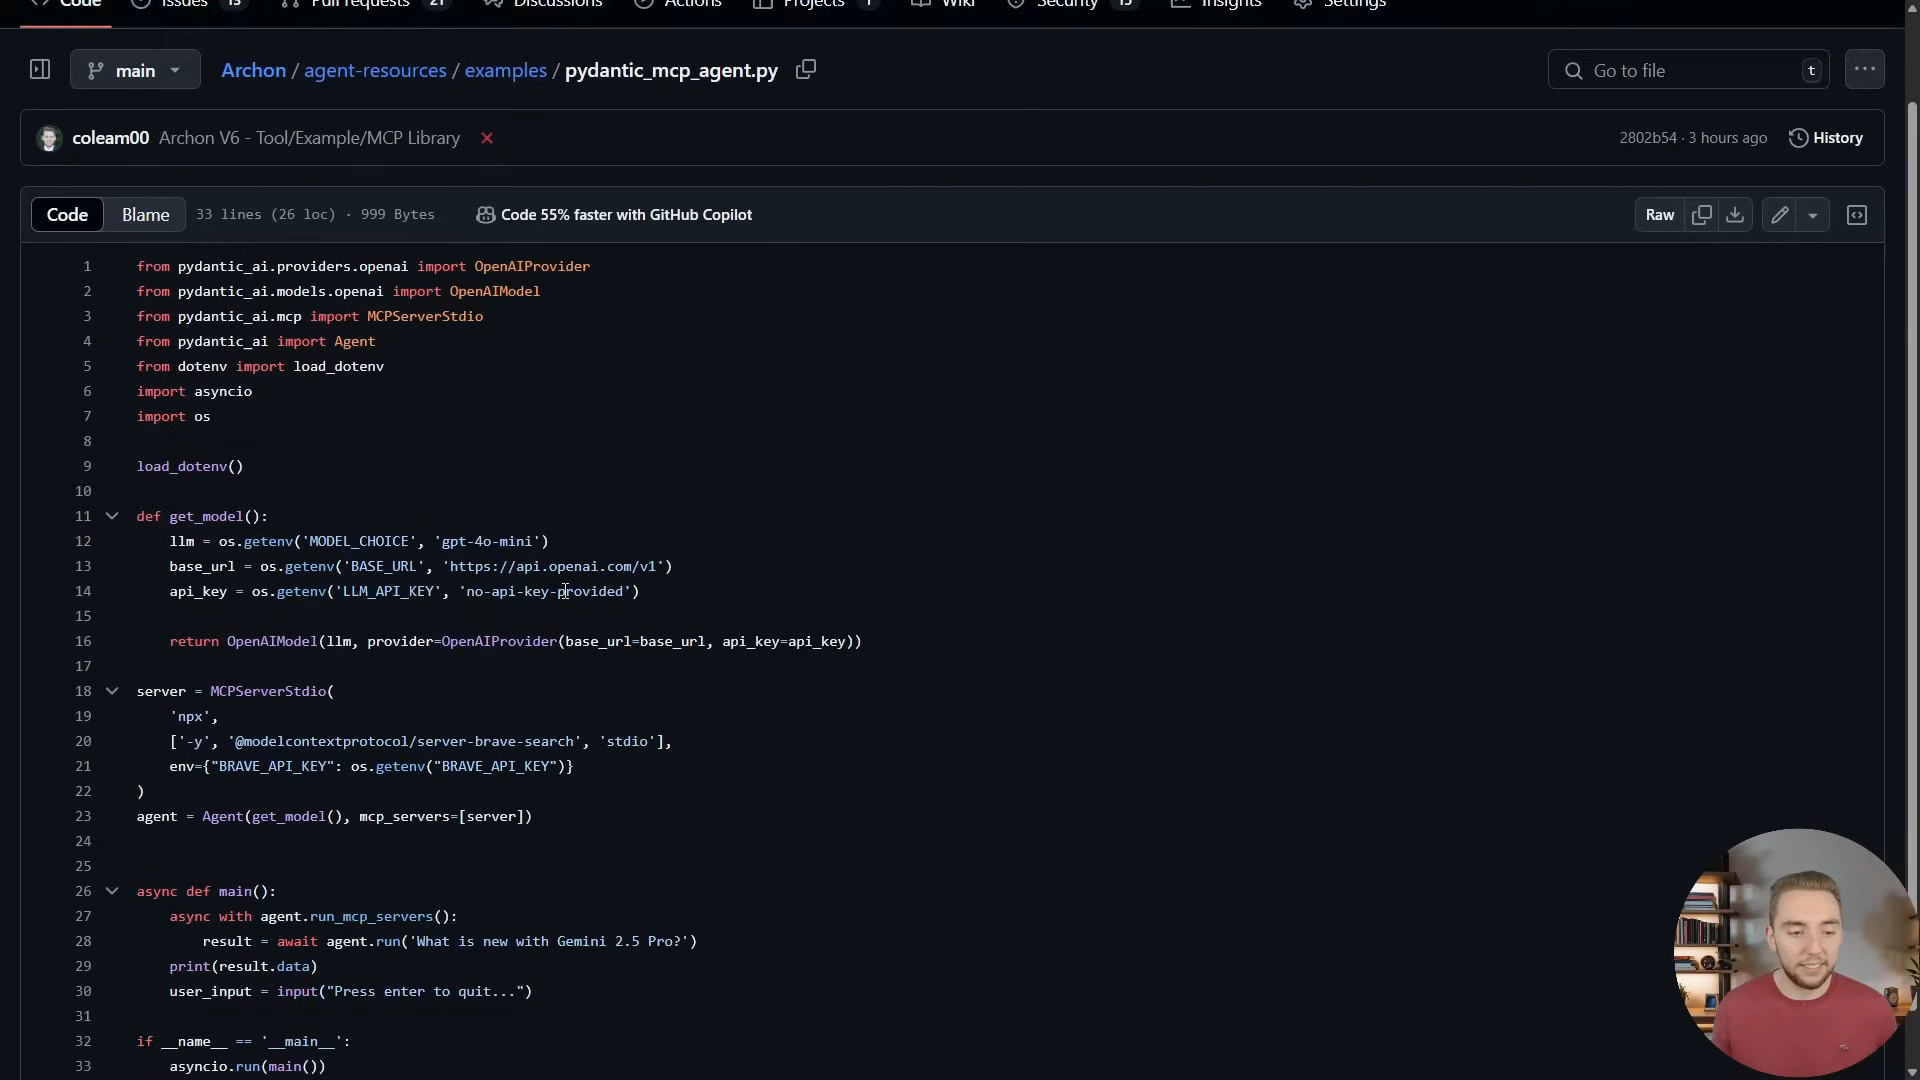 Code Issues 13 Pull requests 21 Discussions Actions Projects 1 Wiki Security 15 Insights Settings
main Archon / agent-resources / examples / pydantic_mcp_agent.py Go to file t
coleam00 Archon V6 - Tool/Example/MCP Library 2802b54 · 3 hours ago History
Code Blame 33 lines (26 loc) · 999 Bytes Code 55% faster with GitHub Copilot Raw
1 from pydantic_ai.providers.openai import OpenAIProvider
2 from pydantic_ai.models.openai import OpenAIModel
3 from pydantic_ai.mcp import MCPServerStdio
4 from pydantic_ai import Agent
5 from dotenv import load_dotenv
6 import asyncio
7 import os
8
9 load_dotenv()
10
11 def get_model():
12 llm = os.getenv('MODEL_CHOICE', 'gpt-4o-mini')
13 base_url = os.getenv('BASE_URL', 'https://api.openai.com/v1')
14 api_key = os.getenv('LLM_API_KEY', 'no-api-key-provided')
15
16 return OpenAIModel(llm, provider=OpenAIProvider(base_url=base_url, api_key=api_key))
17
18 server = MCPServerStdio(
19 'npx',
20 ['-y', '@modelcontextprotocol/server-brave-search', 'stdio'],
21 env={"BRAVE_API_KEY": os.getenv("BRAVE_API_KEY")}
22 )
23 agent = Agent(get_model(), mcp_servers=[server])
24
25
26 async def main():
27 async with agent.run_mcp_servers():
28 result = await agent.run('What is new with Gemini 2.5 Pro?')
29 print(result.data)
30 user_input = input("Press enter to quit...")
31
32 if __name__ == '__main__':
33 asyncio.run(main())